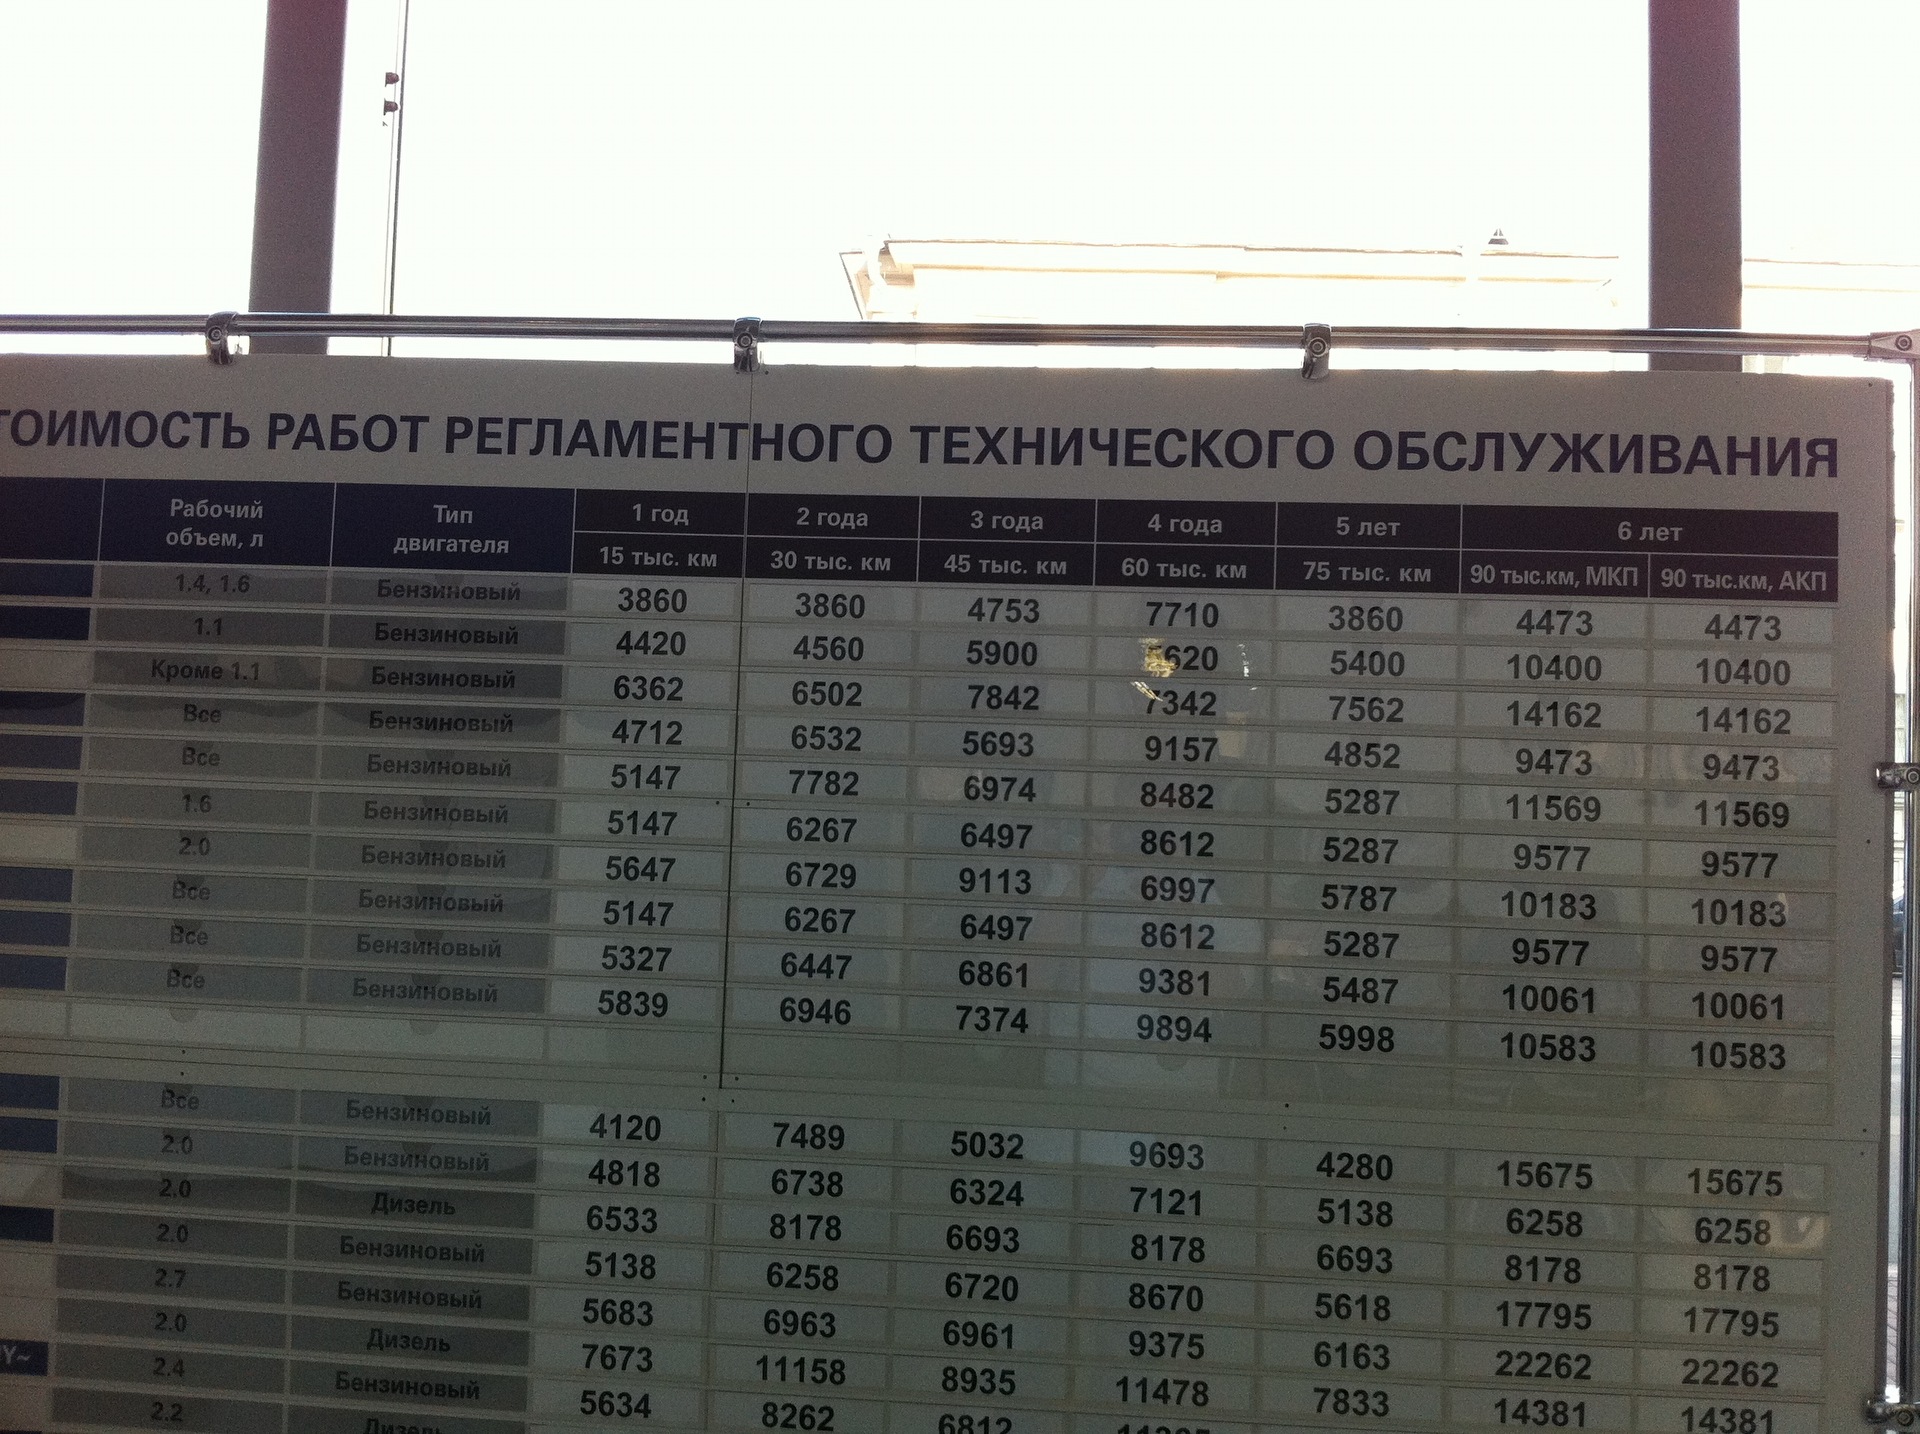 ТОИМОСТЬ РАБОТ РЕГЛАМЕНТНОГО ТЕХНИЧЕСКОГО ОБСЛУЖИВАНИЯ
Рабочий объем, л Тип двигателя 1 год 2 года 3 года 4 года 5 лет 6 лет
15 тыс. км 30 тыс. км 45 тыс. км 60 тыс. км 75 тыс. км 90 тыс.км, МКП 90 тыс.км, АКП
1.4, 1.6 Бензиновый 3860 3860 4753 7710 3860 4473 4473
1.1 Бензиновый 4420 4560 5900 620 5400 10400 10400
Кроме 1.1 Бензиновый 6362 6502 7842 7342 7562 14162 14162
Все Бензиновый 4712 6532 5693 9157 4852 9473 9473
Все Бензиновый 5147 7782 6974 8482 5287 11569 11569
1.6 Бензиновый 5147 6267 6497 8612 5287 9577 9577
2.0 Бензиновый 5647 6729 9113 6997 5787 10183 10183
Все Бензиновый 5147 6267 6497 8612 5287 9577 9577
Все Бензиновый 5327 6447 6861 9381 5487 10061 10061
Все Бензиновый 5839 6946 7374 9894 5998 10583 10583
Все Бензиновый 4120 7489 5032 9693 4280 15675 15675
2.0 Бензиновый 4818 6738 6324 7121 5138 6258 6258
2.0 Дизель 6533 8178 6693 8178 6693 8178 8178
2.0 Бензиновый 5138 6258 6720 8670 5618 17795 17795
2.7 Бензиновый 5683 6963 6961 9375 6163 22262 22262
2.0 Дизель 7673 11158 8935 11478 7833 14381 14381
Y~ 2.4 Бензиновый 5634 8262 6812
2.2 Дизель